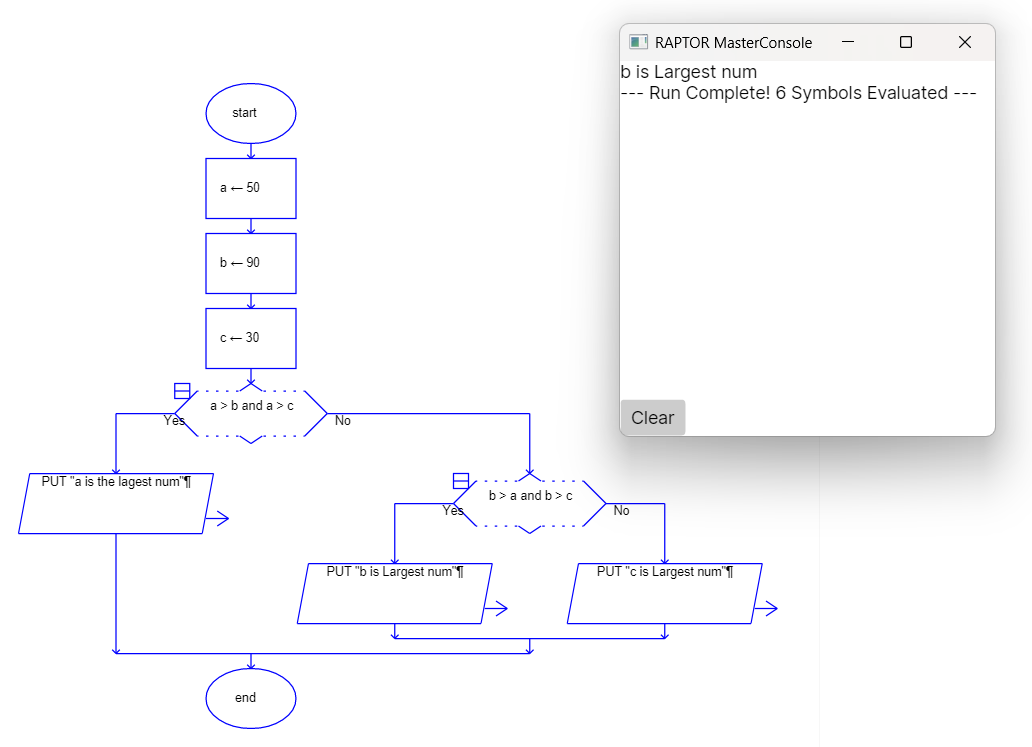 RAPTOR MasterConsole
b is Largest num
--- Run Complete! 6 Symbols Evaluated ---
Clear
start
a ← 50
b ← 90
c ← 30
a > b and a > c
Yes
No
PUT "a is the lagest num"¶
b > a and b > c
Yes
No
PUT "b is Largest num"¶
PUT "c is Largest num"¶
end